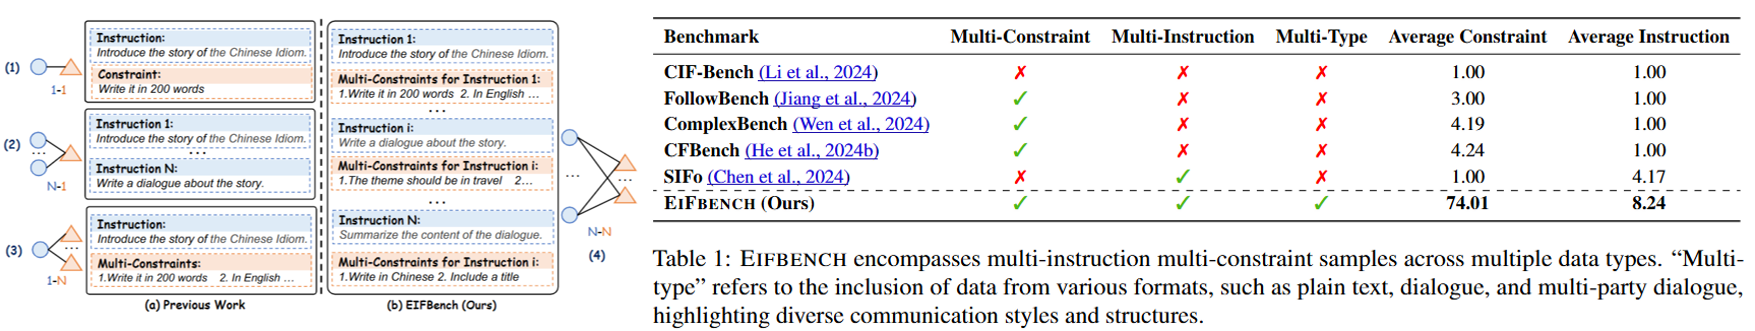 (1)
Instruction:
Introduce the story of the Chinese Idiom.
Constraint:
Write it in 200 words
1-1
(2)
Instruction 1:
Introduce the story of the Chinese Idiom.
...
Instruction N:
Write a dialogue about the story.
...
N-1
(3)
Instruction:
Introduce the story of the Chinese Idiom.
Multi-Constraints:
1.Write it in 200 words 2. In English ...
...
1-N
(a) Previous Work
Instruction 1:
Introduce the story of the Chinese Idiom.
Multi-Constraints for Instruction 1:
1.Write it in 200 words 2. In English ...
...
Instruction i:
Write a dialogue about the story.
Multi-Constraints for Instruction i:
1.The theme should be in travel 2...
...
Instruction N:
Summarize the content of the dialogue.
Multi-Constraints for Instruction i:
1.Write in Chinese 2. Include a title
(b) EIFBench (Ours)
...
...
N-N
(4)
Benchmark Multi-Constraint Multi-Instruction Multi-Type Average Constraint Average Instruction
CIF-Bench (Li et al., 2024) ✗ ✗ ✗ 1.00 1.00
FollowBench (Jiang et al., 2024) ✓ ✗ ✗ 3.00 1.00
ComplexBench (Wen et al., 2024) ✓ ✗ ✗ 4.19 1.00
CFBench (He et al., 2024b) ✓ ✗ ✗ 4.24 1.00
SIFo (Chen et al., 2024) ✗ ✓ ✗ 1.00 4.17
EIFBENCH (Ours) ✓ ✓ ✓ 74.01 8.24
Table 1: EIFBENCH encompasses multi-instruction multi-constraint samples across multiple data types. “Multi-
type” refers to the inclusion of data from various formats, such as plain text, dialogue, and multi-party dialogue,
highlighting diverse communication styles and structures.